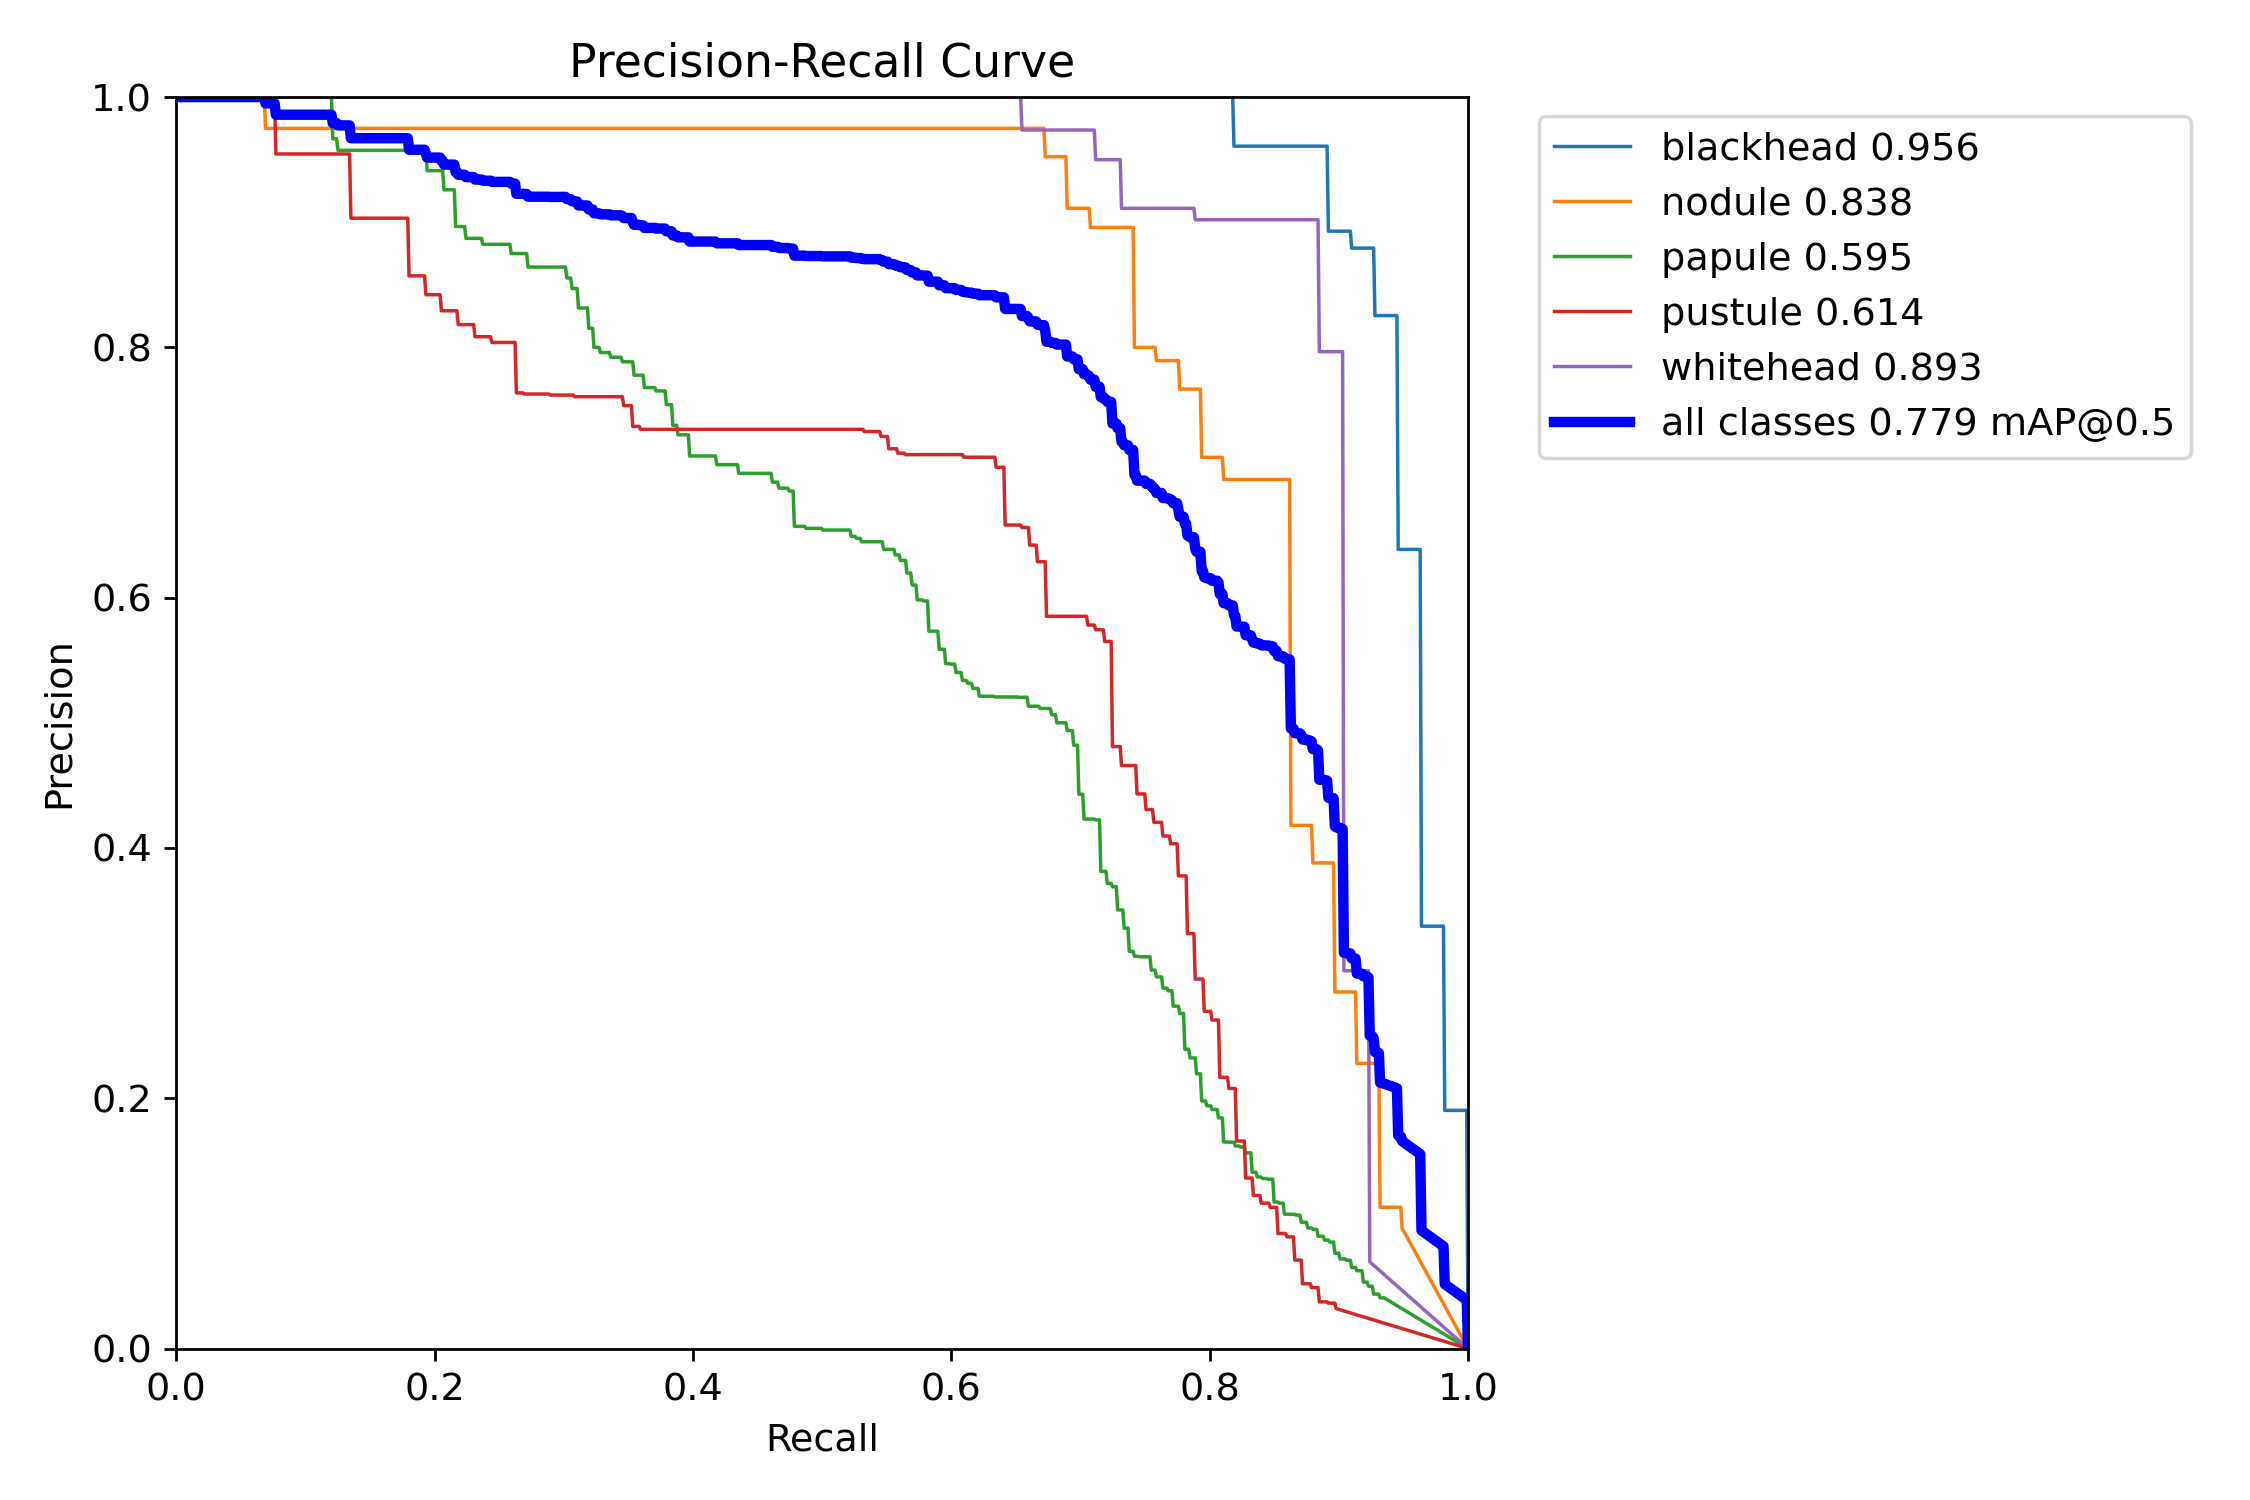 Precision-Recall Curve
1.0
0.8
0.6
0.4
0.2
0.0
Precision
0.0 0.2 0.4 0.6 0.8 1.0
Recall
blackhead 0.956
nodule 0.838
papule 0.595
pustule 0.614
whitehead 0.893
all classes 0.779 mAP@0.5